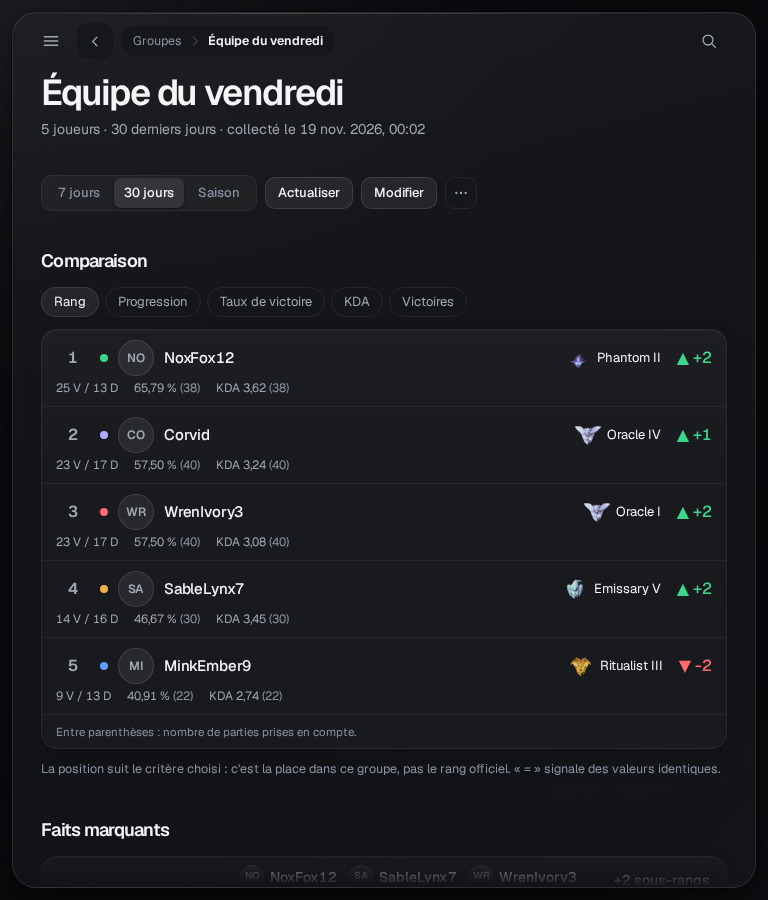 Groupes > Équipe du vendredi
Équipe du vendredi
5 joueurs · 30 derniers jours · collecté le 19 nov. 2026, 00:02
7 jours 30 jours Saison Actualiser Modifier ···
Comparaison
Rang Progression Taux de victoire KDA Victoires
1 NO NoxFox12 Phantom II ▲ +2
25 V / 13 D 65,79 % (38) KDA 3,62 (38)
2 CO Corvid Oracle IV ▲ +1
23 V / 17 D 57,50 % (40) KDA 3,24 (40)
3 WR WrenIvory3 Oracle I ▲ +2
23 V / 17 D 57,50 % (40) KDA 3,08 (40)
4 SA SableLynx7 Emissary V ▲ +2
14 V / 16 D 46,67 % (30) KDA 3,45 (30)
5 MI MinkEmber9 Ritualist III ▼ -2
9 V / 13 D 40,91 % (22) KDA 2,74 (22)
Entre parenthèses : nombre de parties prises en compte.
La position suit le critère choisi : c'est la place dans ce groupe, pas le rang officiel. « = » signale des valeurs identiques.
Faits marquants
NO NoxFox12 SA SableLynx7 WR WrenIvory3 +2 sous-rangs